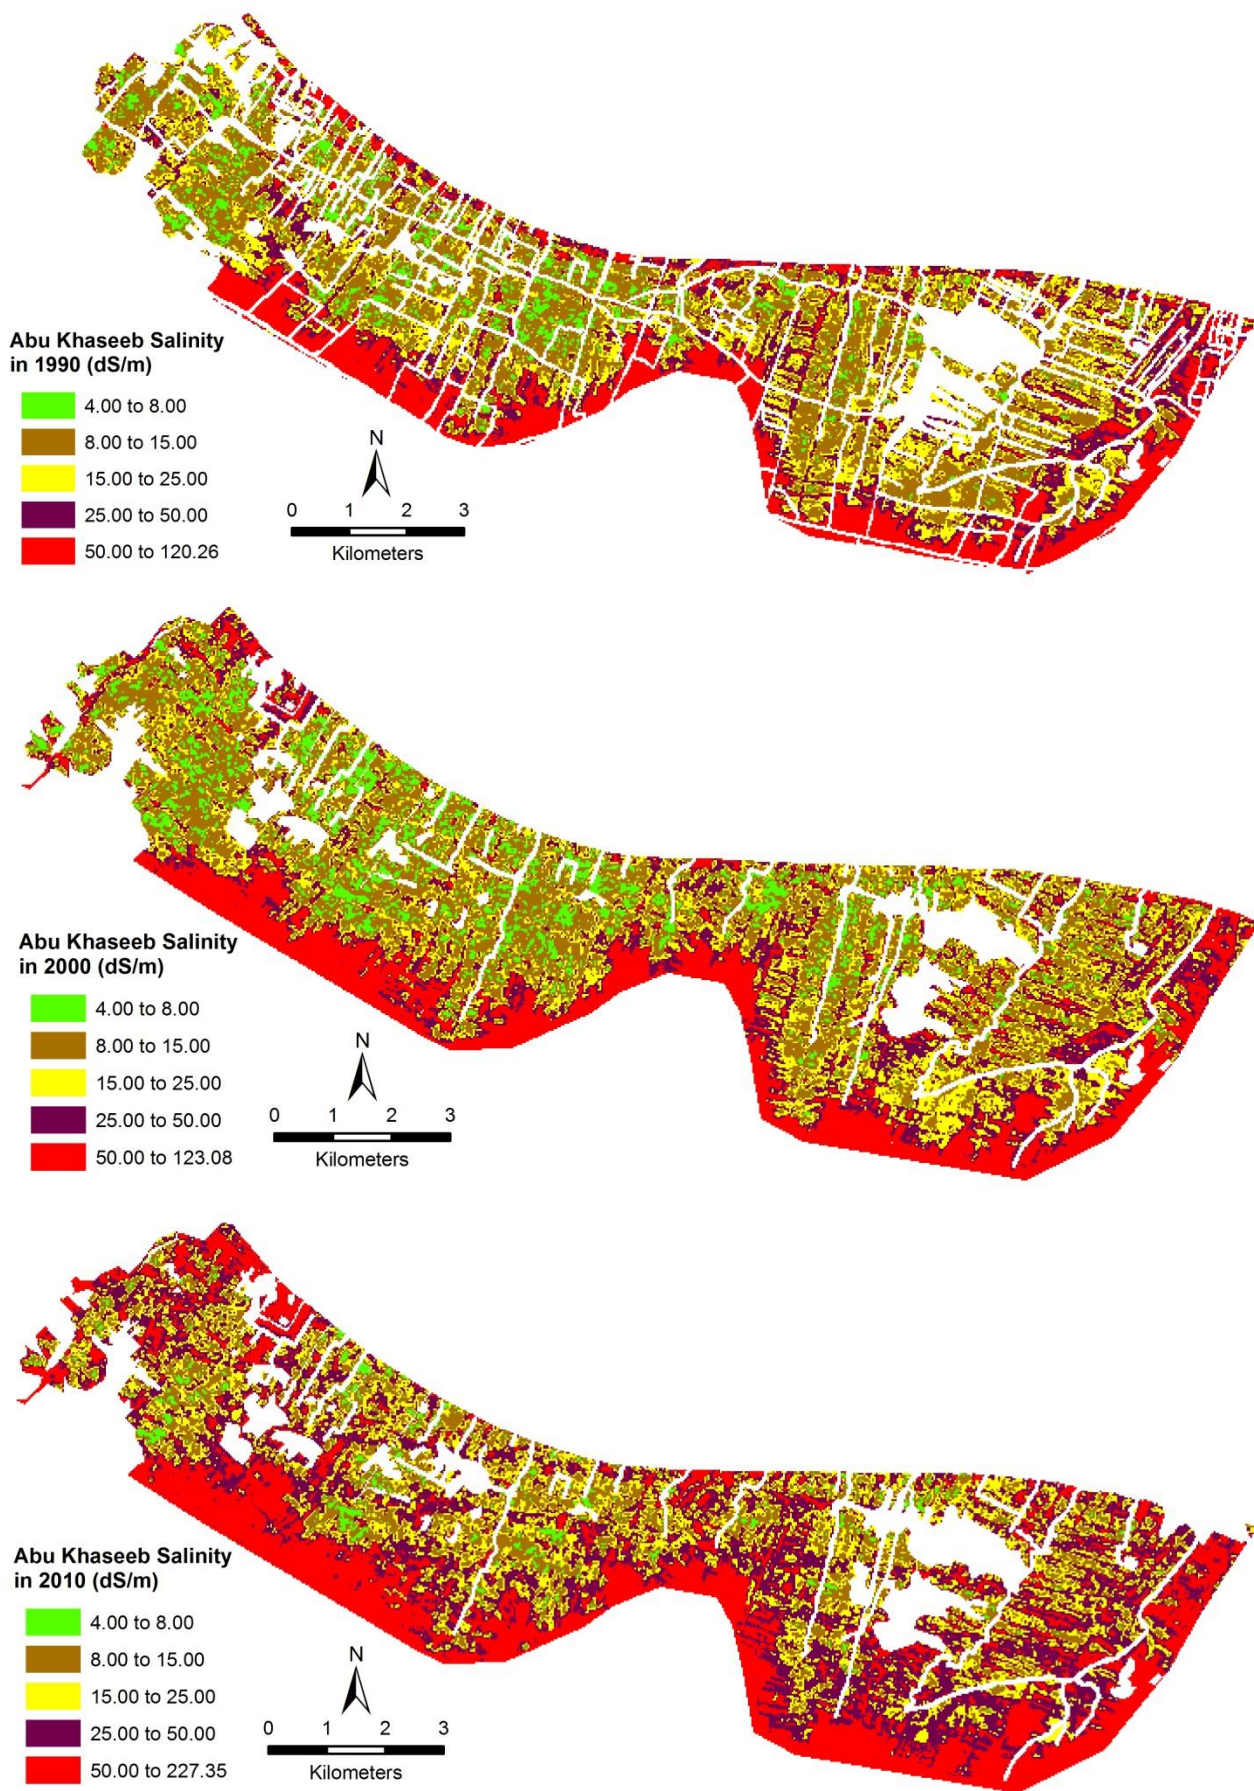 Abu Khaseeb Salinity
in 1990 (dS/m)
4.00 to 8.00
8.00 to 15.00
15.00 to 25.00
25.00 to 50.00
50.00 to 120.26
N
0 1 2 3
Kilometers
Abu Khaseeb Salinity
in 2000 (dS/m)
4.00 to 8.00
8.00 to 15.00
15.00 to 25.00
25.00 to 50.00
50.00 to 123.08
N
0 1 2 3
Kilometers
Abu Khaseeb Salinity
in 2010 (dS/m)
4.00 to 8.00
8.00 to 15.00
15.00 to 25.00
25.00 to 50.00
50.00 to 227.35
N
0 1 2 3
Kilometers